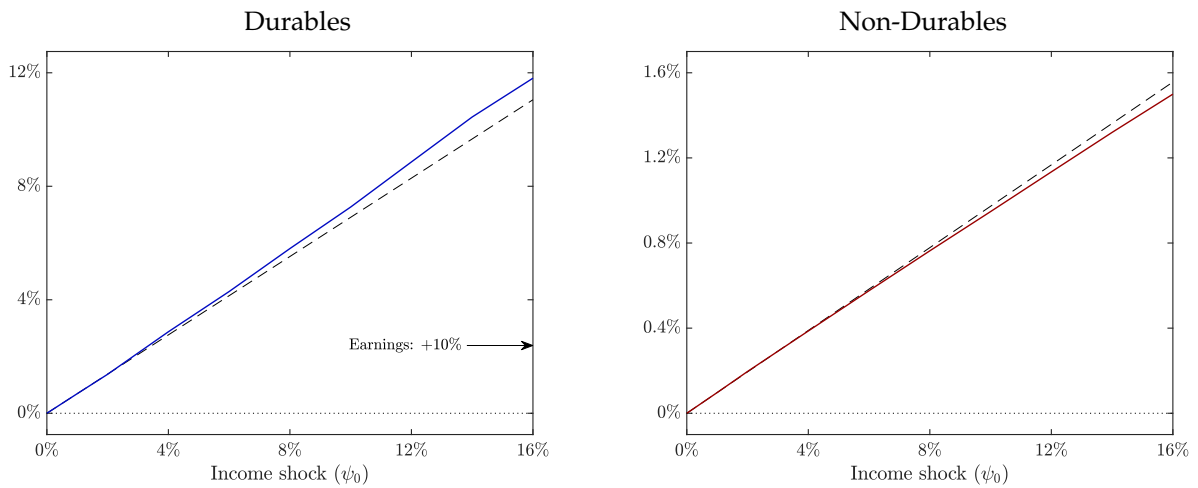 Durables
12%
8%
4%
0%
Earnings: +10%
0% 4% 8% 12% 16%
Income shock (ψ₀)
Non-Durables
1.6%
1.2%
0.8%
0.4%
0%
0% 4% 8% 12% 16%
Income shock (ψ₀)